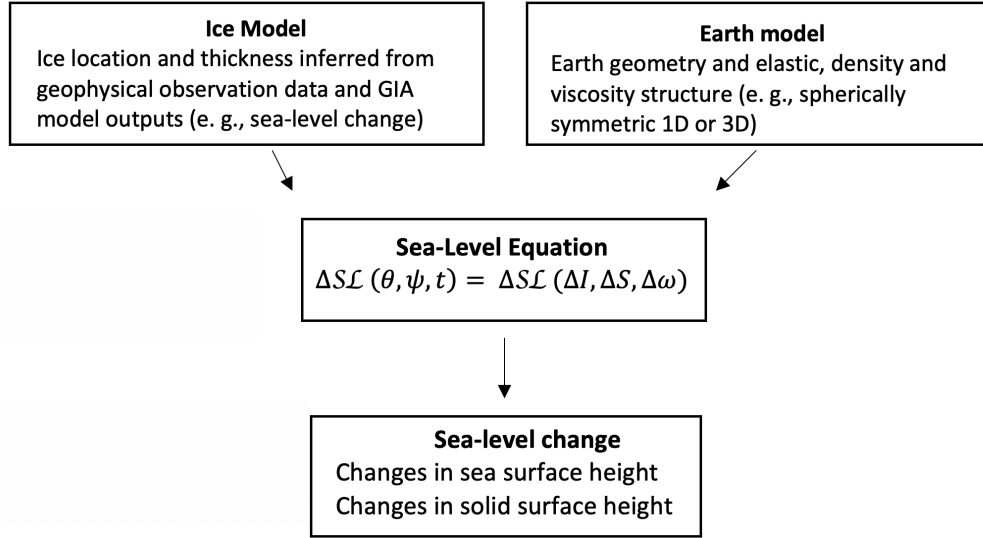 Ice Model
Ice location and thickness inferred from
geophysical observation data and GIA
model outputs (e. g., sea-level change)
Earth model
Earth geometry and elastic, density and
viscosity structure (e. g., spherically
symmetric 1D or 3D)
Sea-Level Equation
Δ𝑆ℒ (𝜃, 𝜓, 𝑡) = Δ𝑆ℒ (Δ𝐼, Δ𝑆, Δ𝜔)
Sea-level change
Changes in sea surface height
Changes in solid surface height